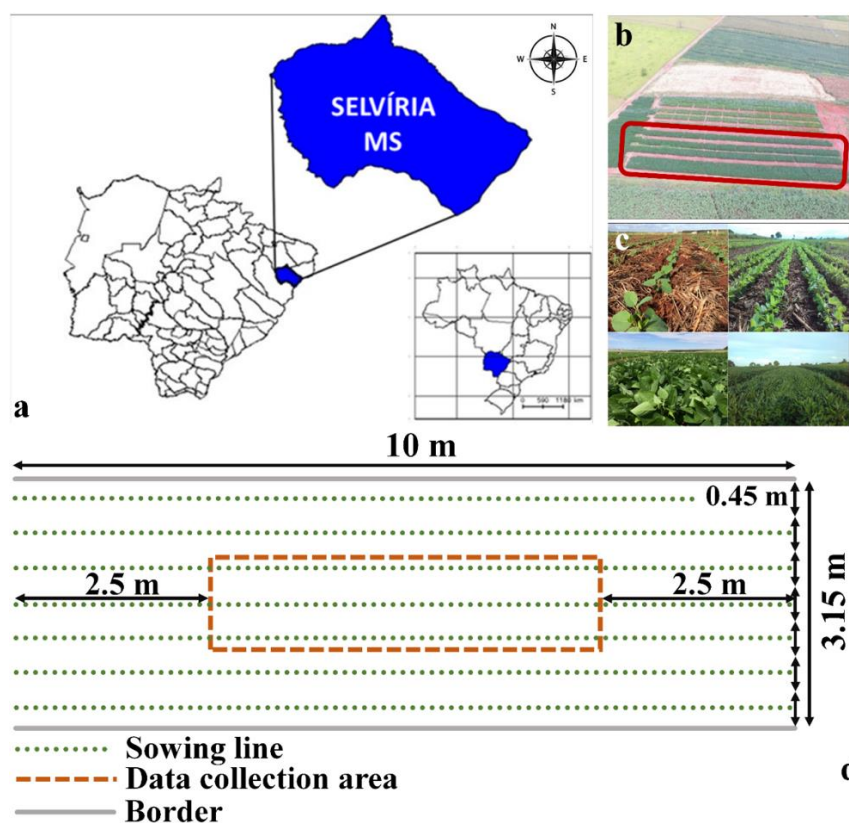 N
W E
S
SELVÍRIA
MS
a
0 590 1180 km
b
c
10 m
0.45 m
2.5 m
2.5 m
3.15 m
Sowing line
Data collection area
Border